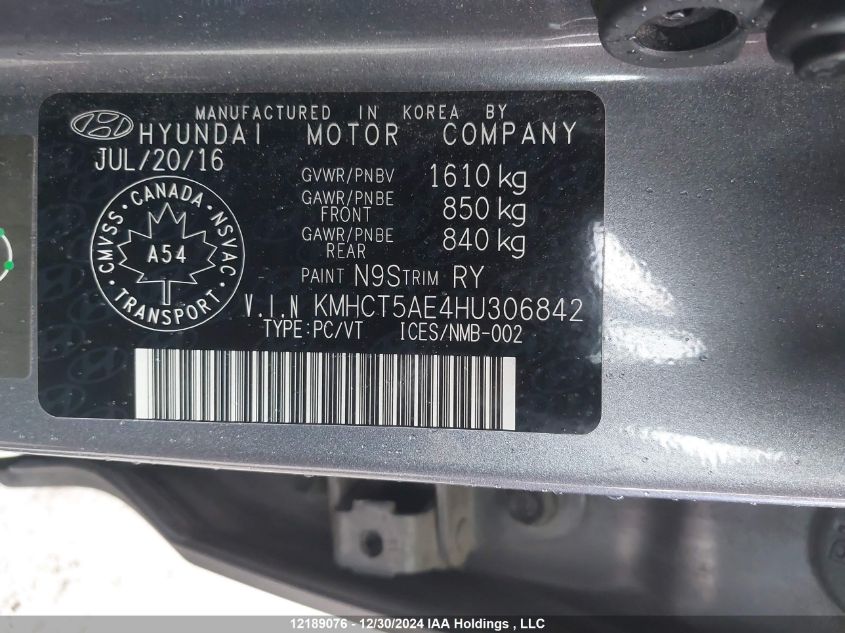 MANUFACTURED IN KOREA BY
HYUNDAI MOTOR COMPANY
JUL/20/16
GVWR/PNBV 1610 kg
GAWR/PNBE FRONT 850 kg
GAWR/PNBE REAR 840 kg
CANADA · NSVAC · TRANSPORT · CMVSS ·
A54
PAINT N9S TRIM RY
V.I.N KMHCT5AE4HU306842
TYPE:PC/VT ICES/NMB-002
12189076 - 12/30/2024 IAA Holdings , LLC